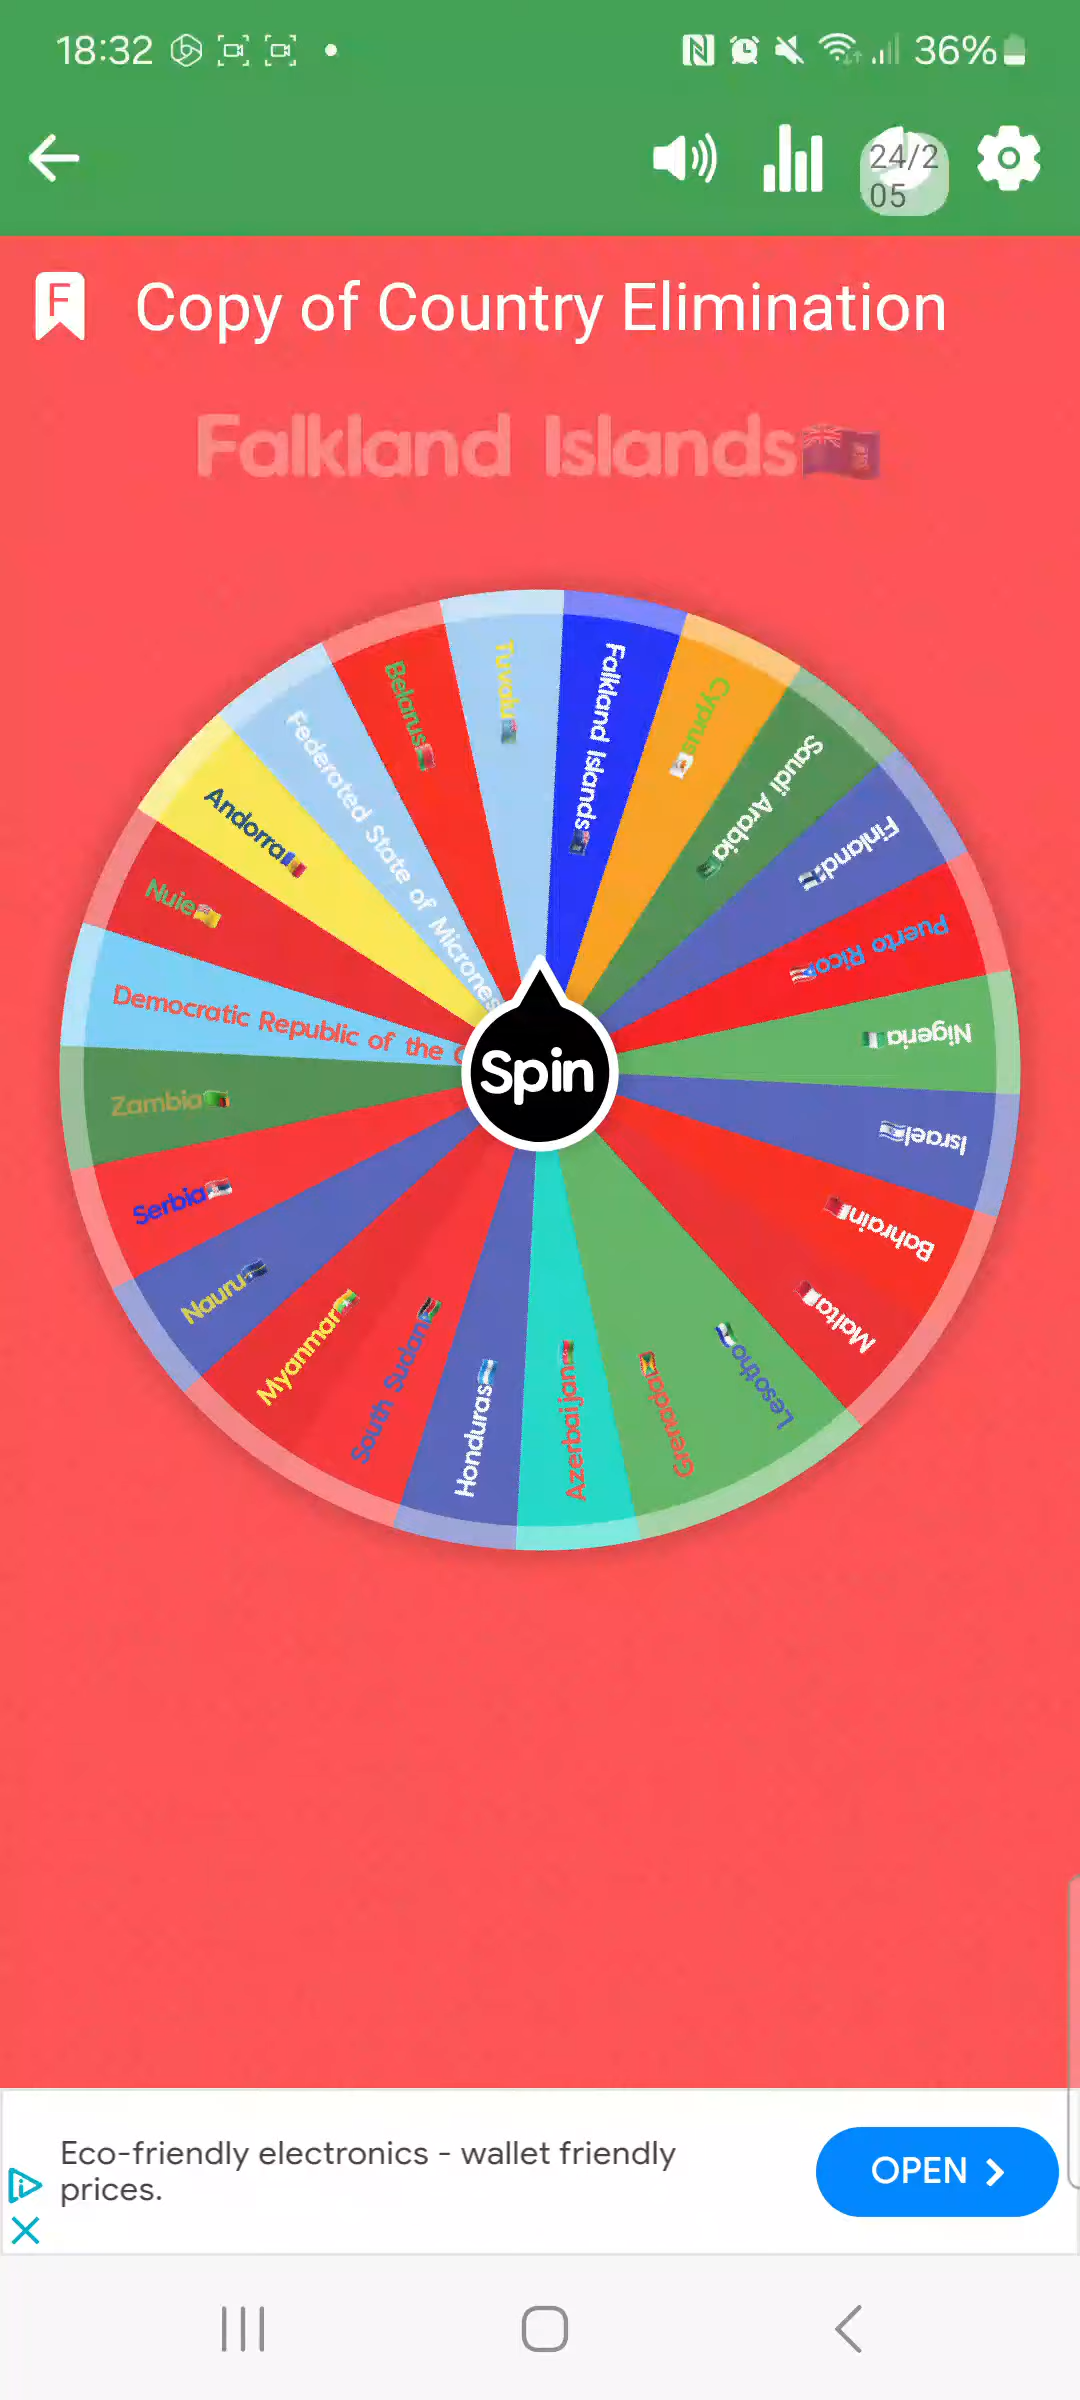 18:32
36%
24/2
05
F
Copy of Country Elimination
Falkland Islands
Tuvalu
Falkland Islands
Cyprus
Saudi Arabia
Finland
Puerto Rico
Nigeria
Israel
Bahrain
Malta
Lesotho
Grenada
Azerbaijan
Honduras
South Sudan
Myanmar
Nauru
Serbia
Zambia
Democratic Republic of the
Nuie
Andorra
Federated State of Micrones
Belarus
Spin
Eco-friendly electronics - wallet friendly
prices.
OPEN